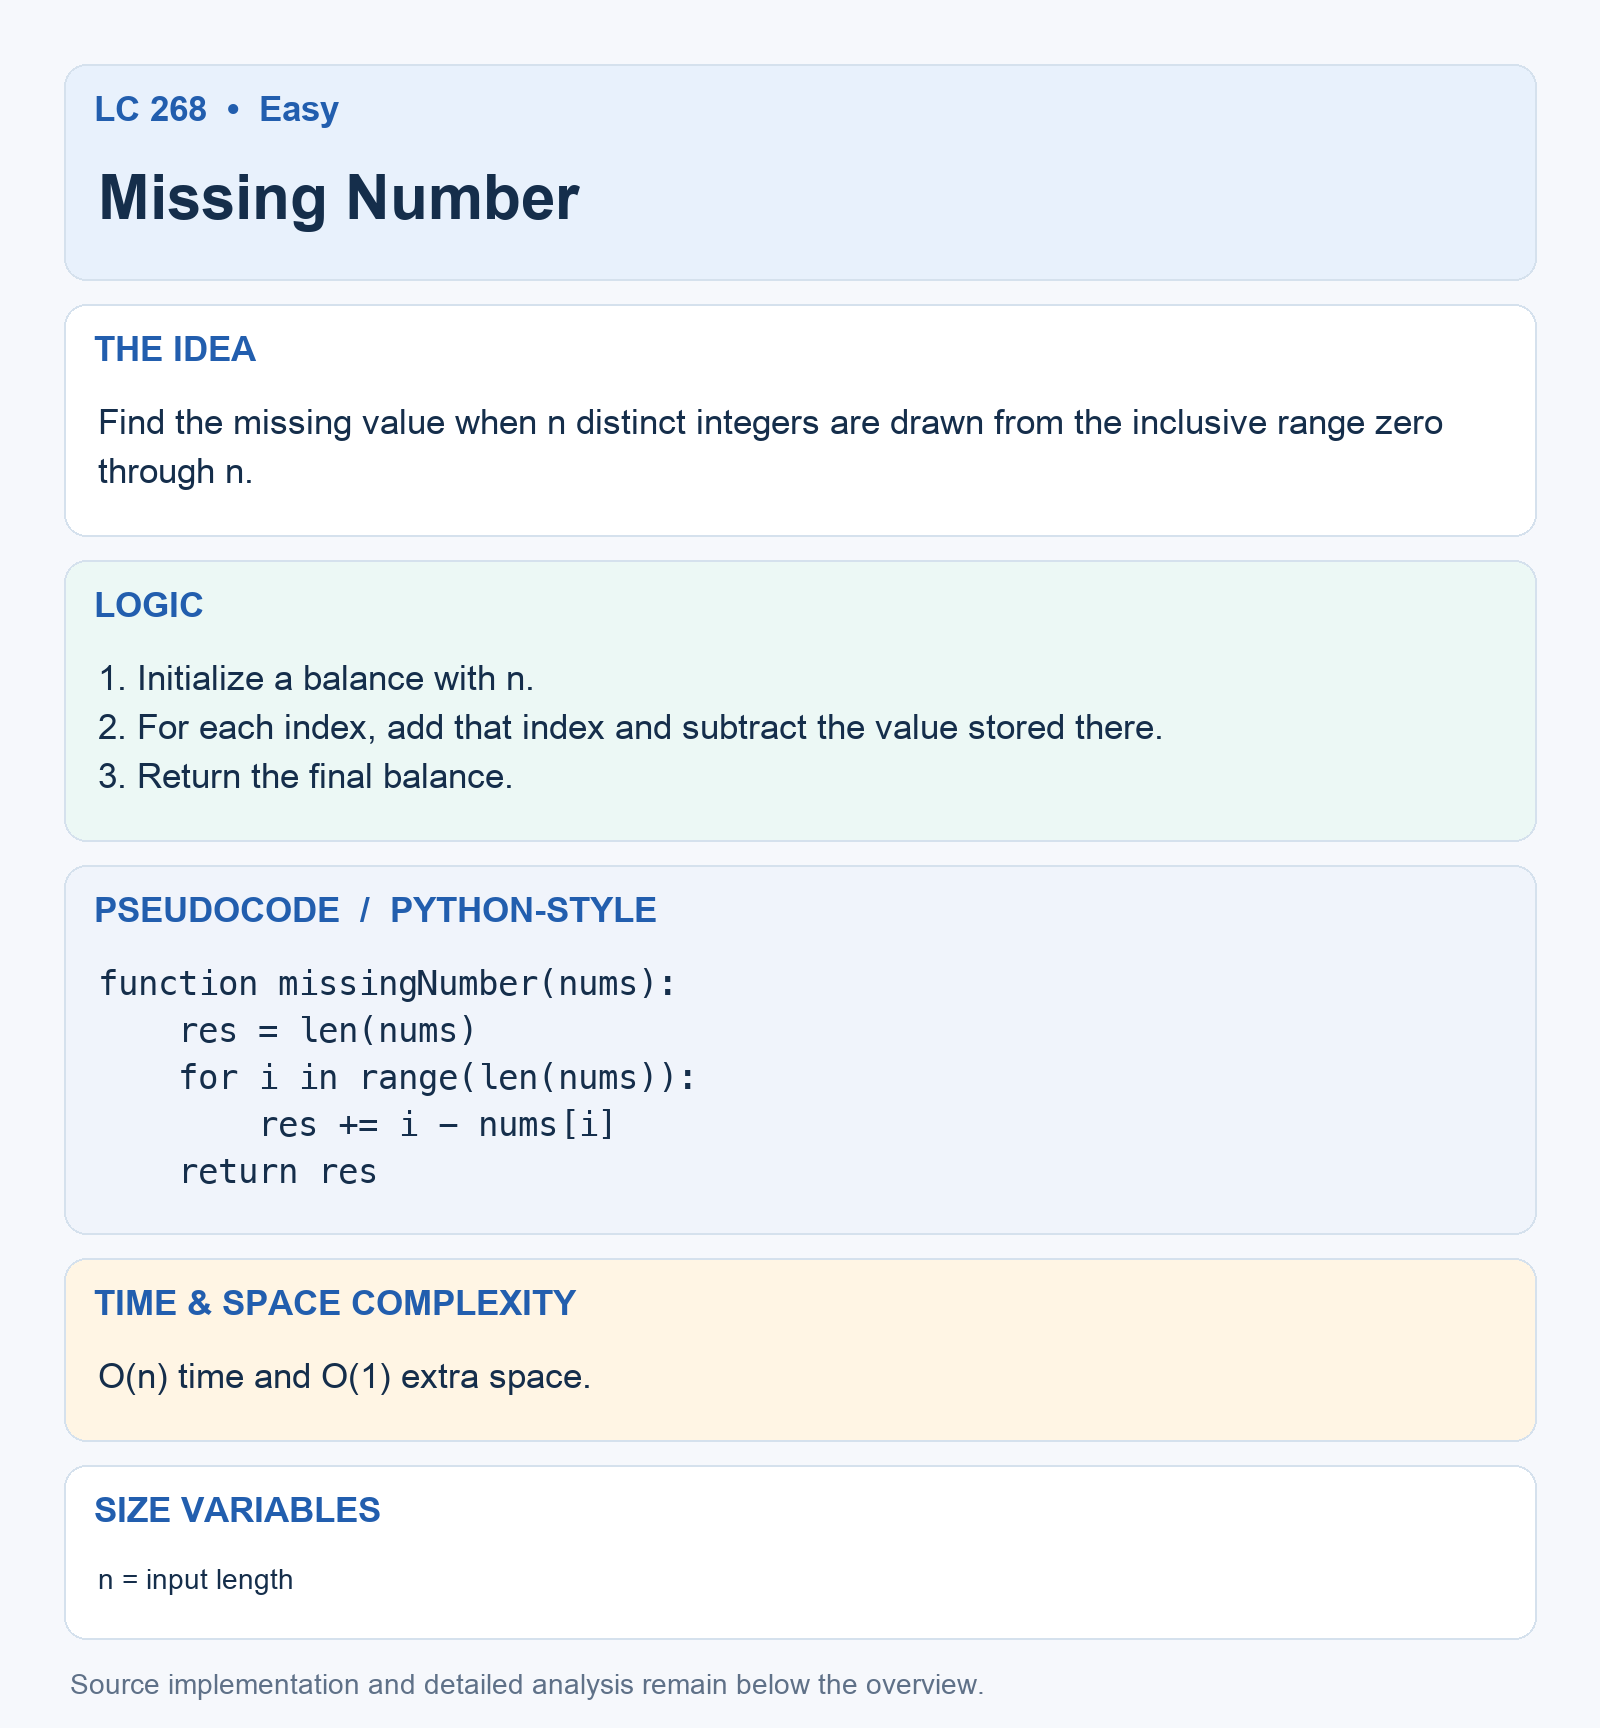 LC 268 • Easy
Missing Number
THE IDEA
Find the missing value when n distinct integers are drawn from the inclusive range zero
through n.
LOGIC
1. Initialize a balance with n.
2. For each index, add that index and subtract the value stored there.
3. Return the final balance.
PSEUDOCODE / PYTHON-STYLE
function missingNumber(nums):
    res = len(nums)
    for i in range(len(nums)):
        res += i − nums[i]
    return res
TIME & SPACE COMPLEXITY
O(n) time and O(1) extra space.
SIZE VARIABLES
n = input length
Source implementation and detailed analysis remain below the overview.